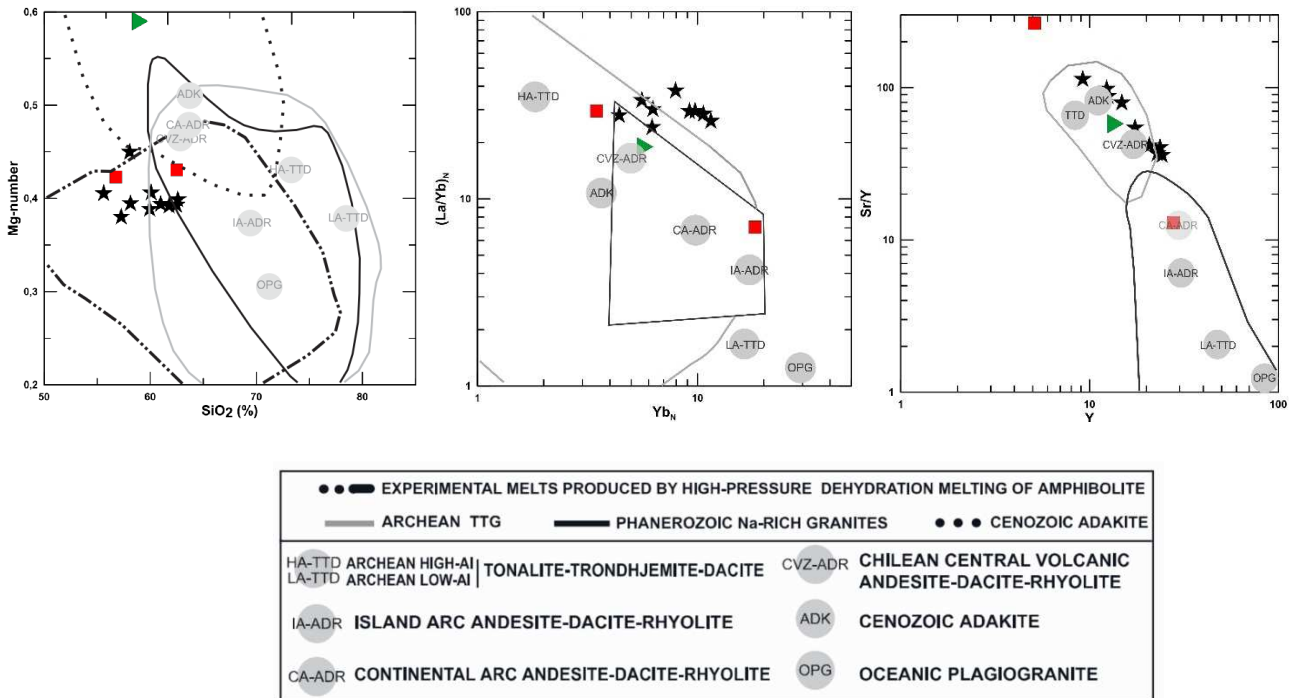 0,6
0,5
0,4
0,3
0,2
Mg-number
50
60
70
80
SiO2 (%)
ADK
CA-ADR
CVZ-ADR
HA-TTD
IA-ADR
LA-TTD
OPG
100
10
1
(La/Yb)N
1
10
YbN
HA-TTD
CVZ-ADR
ADK
CA-ADR
IA-ADR
LA-TTD
OPG
100
10
1
Sr/Y
1
10
100
Y
ADK
TTD
CVZ-ADR
CA-ADR
IA-ADR
LA-TTD
OPG
EXPERIMENTAL MELTS PRODUCED BY HIGH-PRESSURE DEHYDRATION MELTING OF AMPHIBOLITE
ARCHEAN TTG PHANEROZOIC Na-RICH GRANITES CENOZOIC ADAKITE
HA-TTD ARCHEAN HIGH-Al
LA-TTD ARCHEAN LOW-Al
TONALITE-TRONDHJEMITE-DACITE
CVZ-ADR CHILEAN CENTRAL VOLCANIC
ANDESITE-DACITE-RHYOLITE
IA-ADR ISLAND ARC ANDESITE-DACITE-RHYOLITE
ADK CENOZOIC ADAKITE
CA-ADR CONTINENTAL ARC ANDESITE-DACITE-RHYOLITE
OPG OCEANIC PLAGIOGRANITE